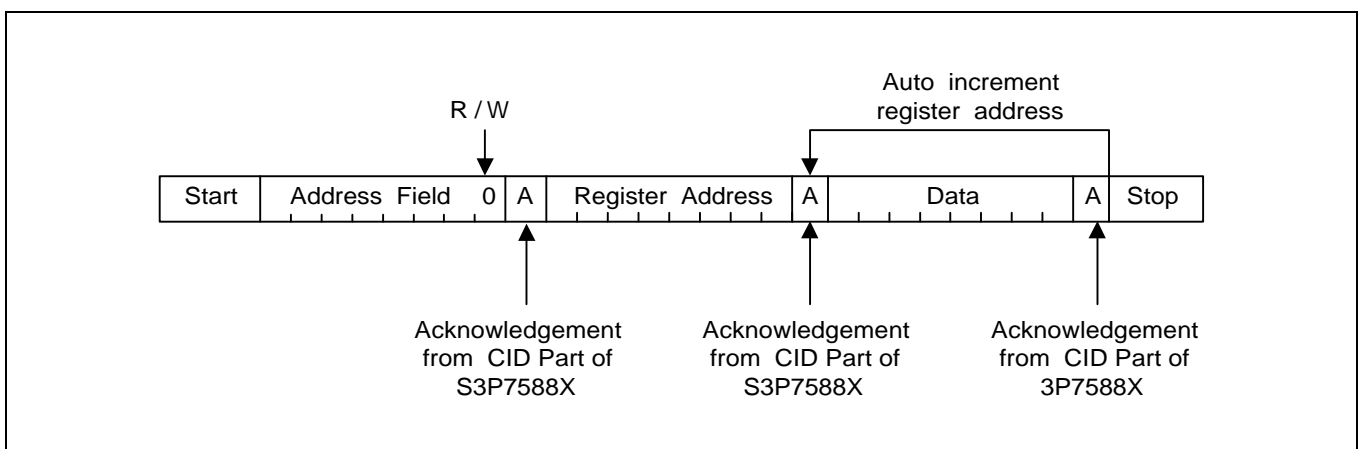 Auto increment
register address
R / W
Start Address Field 0 A Register Address A Data A Stop
Acknowledgement
from CID Part of
S3P7588X
Acknowledgement
from CID Part of
S3P7588X
Acknowledgement
from CID Part of
3P7588X